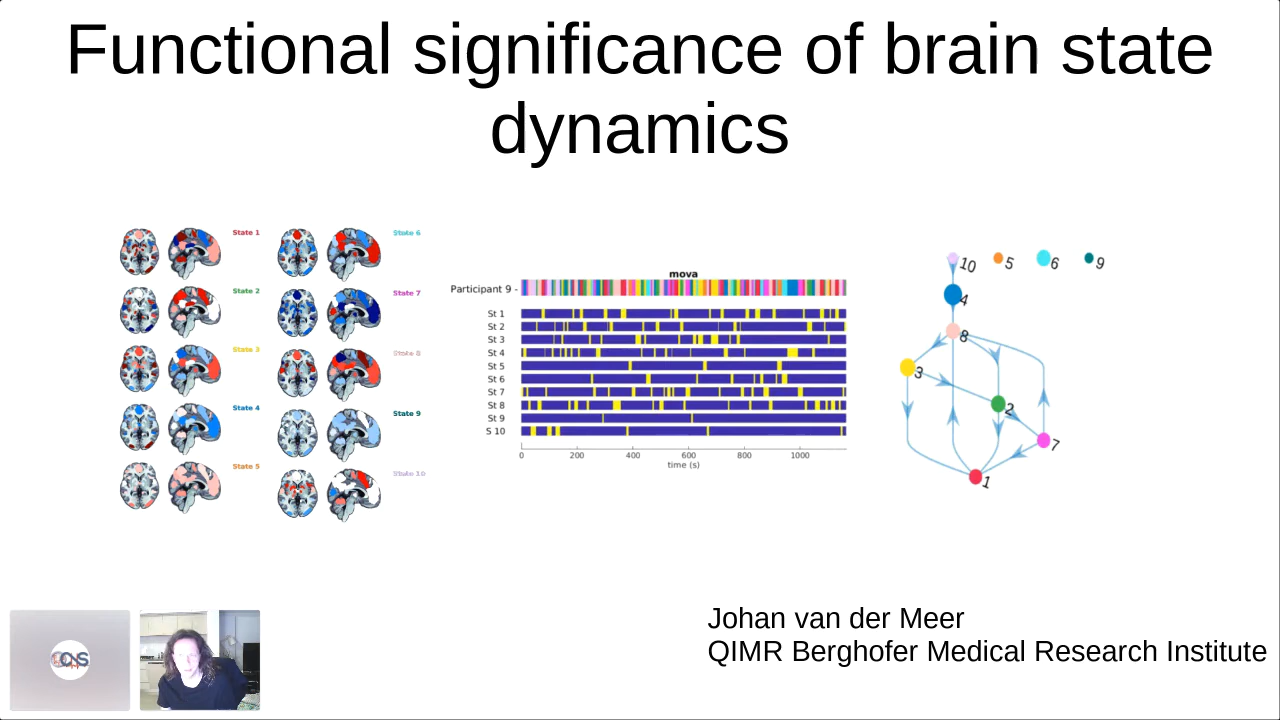 Functional significance of brain state
dynamics
State 1
State 6
State 2
State 7
State 3
State 8
State 4
State 9
State 5
State 10
mova
Participant 9 -
St 1
St 2
St 3
St 4
St 5
St 6
St 7
St 8
St 9
S 10
0 200 400 600 800 1000
time (s)
10 5 6 9
4
8
3
2
7
1
Johan van der Meer
QIMR Berghofer Medical Research Institute